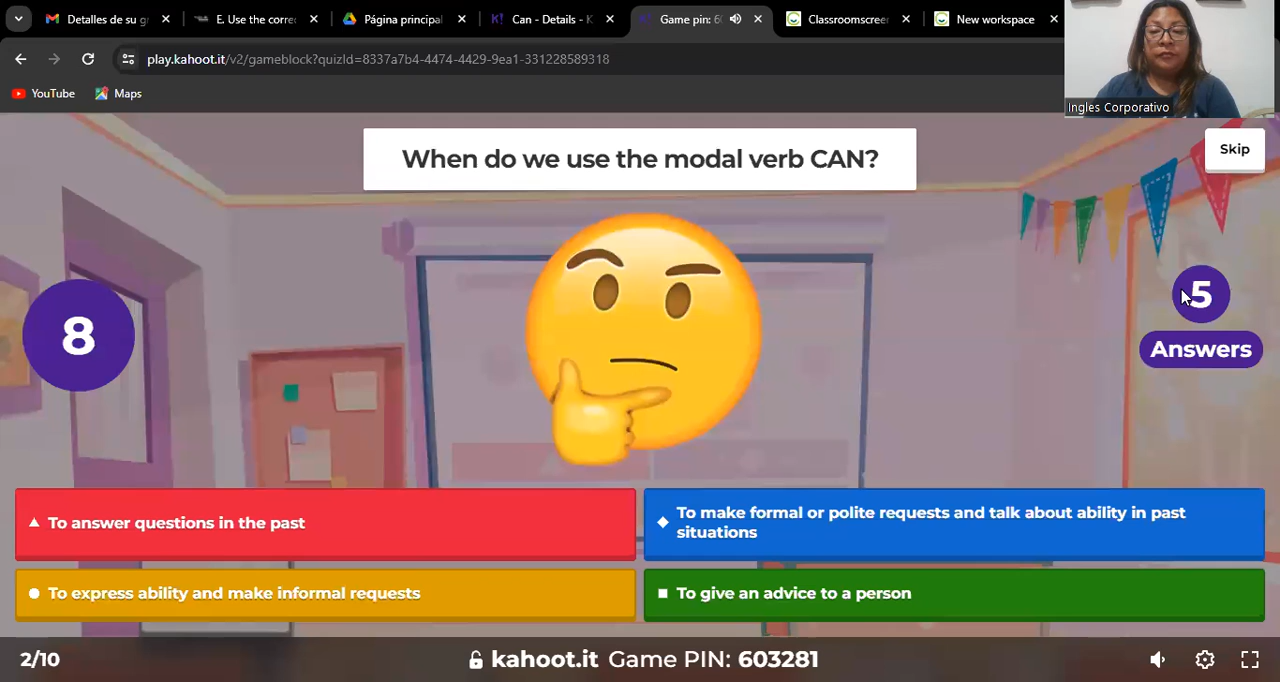 Detalles de su gr
E. Use the correc
Página principal
Can - Details - K
Game pin: 60
Classroomscree
New workspace
play.kahoot.it/v2/gameblock?quizId=8337a7b4-4474-4429-9ea1-331228589318
YouTube
Maps
Ingles Corporativo
When do we use the modal verb CAN?
Skip
8
5
Answers
To answer questions in the past
To make formal or polite requests and talk about ability in past
situations
To express ability and make informal requests
To give an advice to a person
2/10
kahoot.it Game PIN: 603281